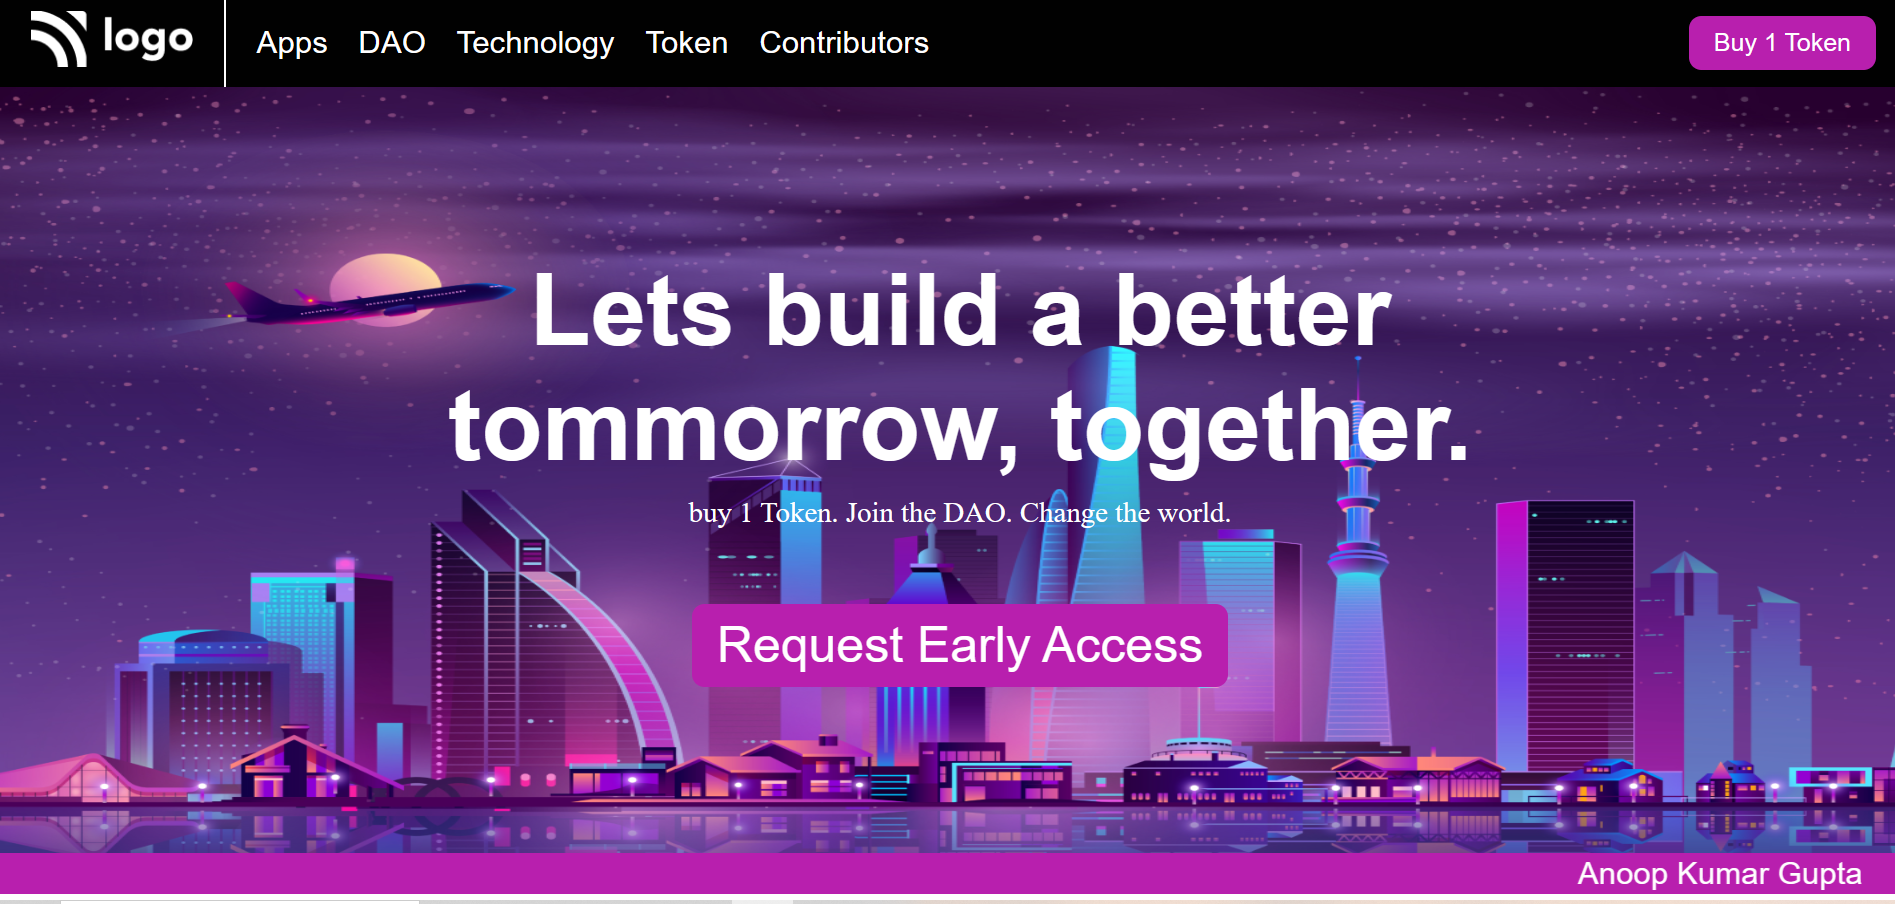 logo
Apps DAO Technology Token Contributors
Buy 1 Token
Lets build a better
tommorrow, together.
buy 1 Token. Join the DAO. Change the world.
Request Early Access
Anoop Kumar Gupta